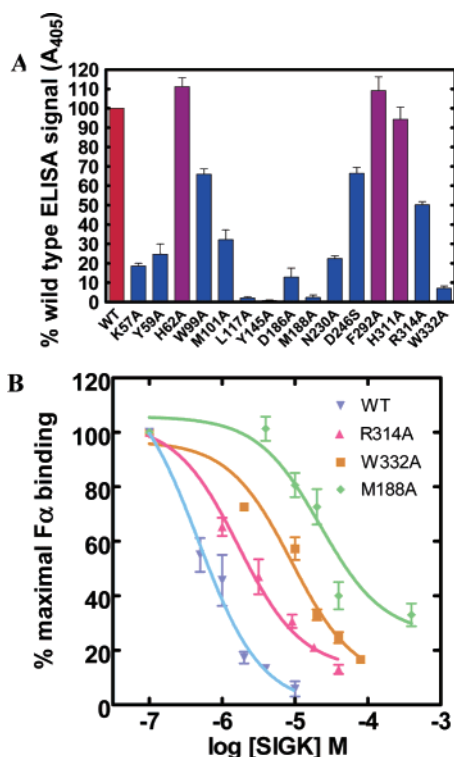 A
% wild type ELISA signal (A405)
120
110
100
90
80
70
60
50
40
30
20
10
0
WT
K57A
Y59A
H62A
W99A
M101A
L117A
Y145A
D186A
M188A
N230A
D246S
F292A
H311A
R314A
W332A
B
% maximal Fα binding
120
100
80
60
40
20
0
WT
R314A
W332A
M188A
-7
-6
-5
-4
-3
log [SIGK] M